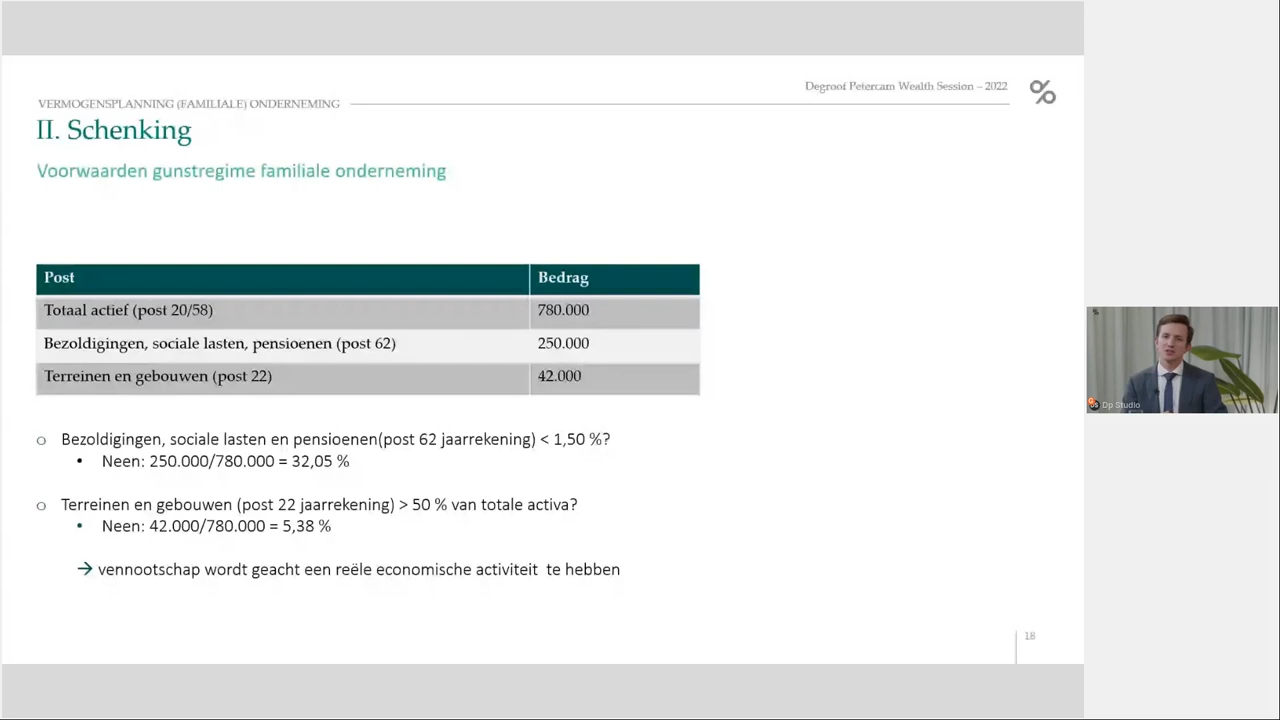 Degroof Petercam Wealth Session – 2022
VERMOGENSPLANNING (FAMILIALE) ONDERNEMING
II. Schenking
Voorwaarden gunstregime familiale onderneming
Post Bedrag
Totaal actief (post 20/58) 780.000
Bezoldigingen, sociale lasten, pensioenen (post 62) 250.000
Terreinen en gebouwen (post 22) 42.000
o Bezoldigingen, sociale lasten en pensioenen(post 62 jaarrekening) < 1,50 %?
• Neen: 250.000/780.000 = 32,05 %
o Terreinen en gebouwen (post 22 jaarrekening) > 50 % van totale activa?
• Neen: 42.000/780.000 = 5,38 %
→ vennootschap wordt geacht een reële economische activiteit te hebben
18
Dp Studio